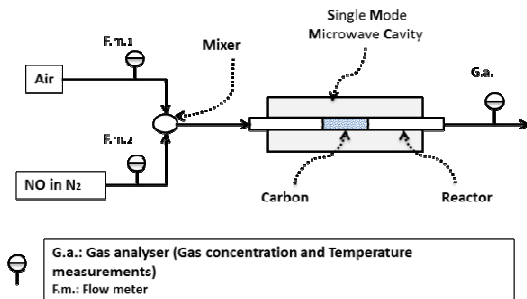 Single Mode
Microwave Cavity
F.m.1
Mixer
G.a.
Air
F.m.2
NO in N2
Carbon
Reactor
G.a.: Gas analyser (Gas concentration and Temperature
measurements)
F.m.: Flow meter